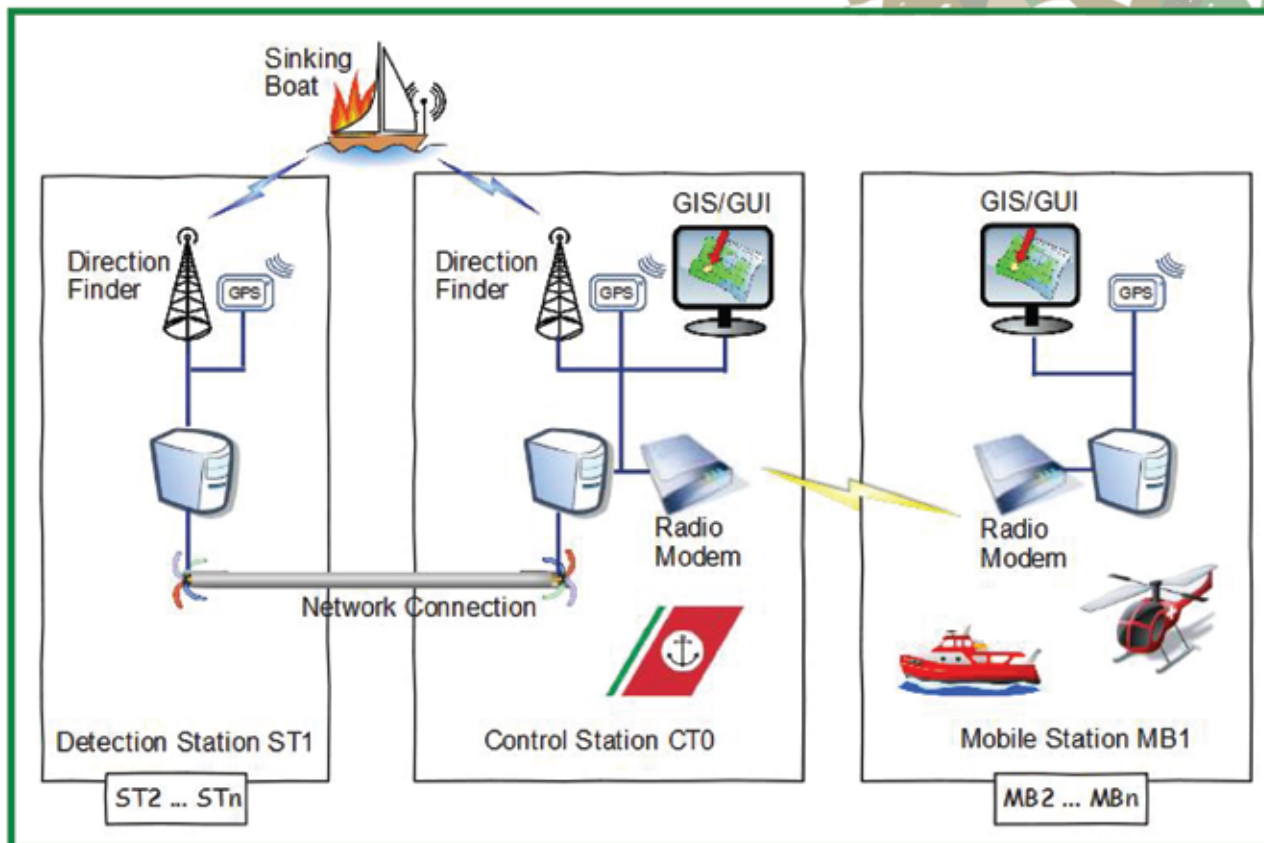 Sinking
Boat
Direction
Finder
GPS
Detection Station ST1
ST2 ... STn
Network Connection
Direction
Finder
GPS
GIS/GUI
Radio
Modem
Control Station CT0
GIS/GUI
GPS
Radio
Modem
Mobile Station MB1
MB2 ... MBn